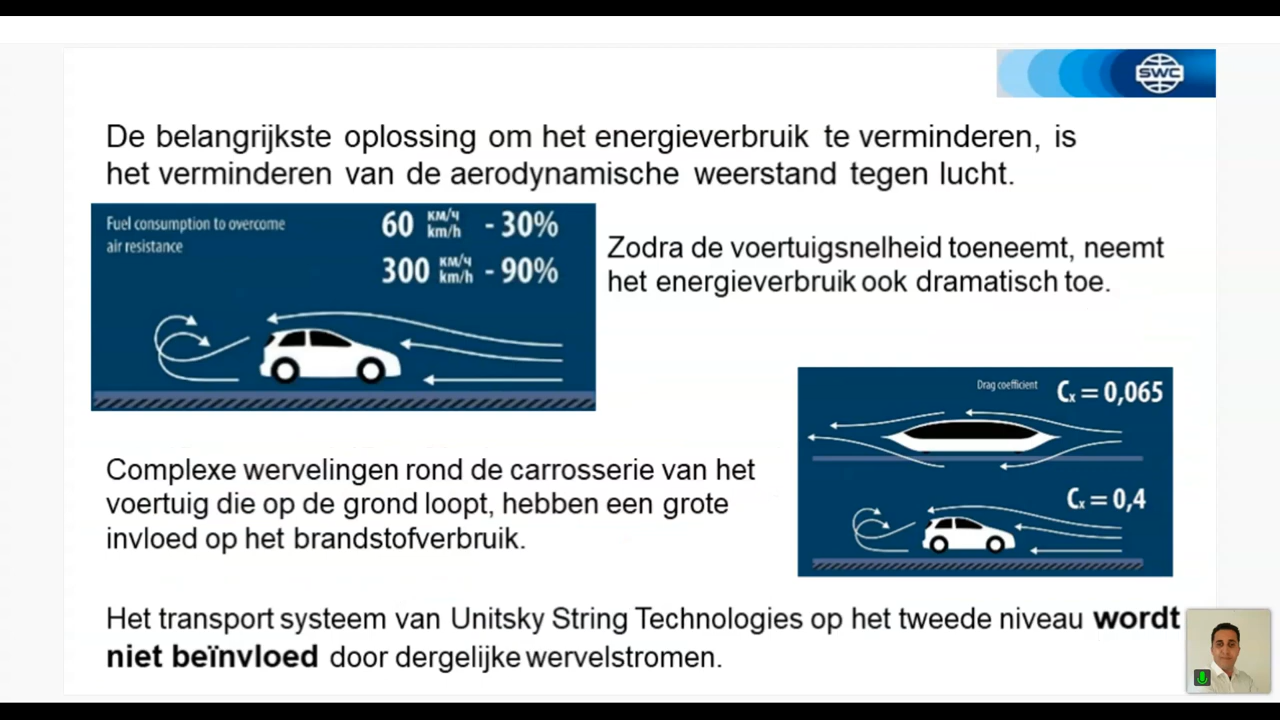 SWC
De belangrijkste oplossing om het energieverbruik te verminderen, is
het verminderen van de aerodynamische weerstand tegen lucht.
Fuel consumption to overcome
air resistance
60 км/ч km/h - 30%
300 км/ч km/h - 90%
Zodra de voertuigsnelheid toeneemt, neemt
het energieverbruik ook dramatisch toe.
Drag coefficient Cx = 0,065
Cx = 0,4
Complexe wervelingen rond de carrosserie van het
voertuig die op de grond loopt, hebben een grote
invloed op het brandstofverbruik.
Het transport systeem van Unitsky String Technologies op het tweede niveau wordt
niet beïnvloed door dergelijke wervelstromen.